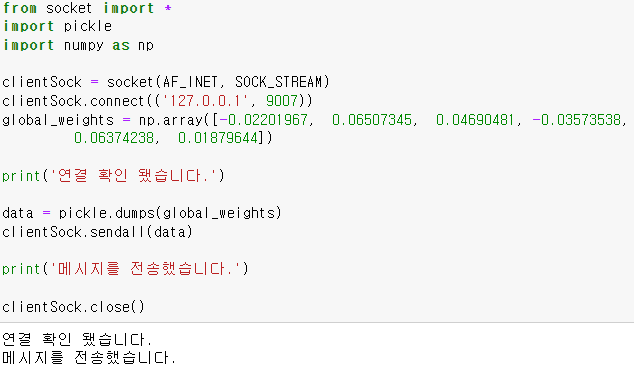 from socket import *
import pickle
import numpy as np
clientSock = socket(AF_INET, SOCK_STREAM)
clientSock.connect(('127.0.0.1', 9007))
global_weights = np.array([-0.02201967,  0.06507345,  0.04690481, -0.03573538,
0.06374238,  0.01879644])
print('연결 확인 됐습니다.')
data = pickle.dumps(global_weights)
clientSock.sendall(data)
print('메시지를 전송했습니다.')
clientSock.close()
연결 확인 됐습니다.
메시지를 전송했습니다.